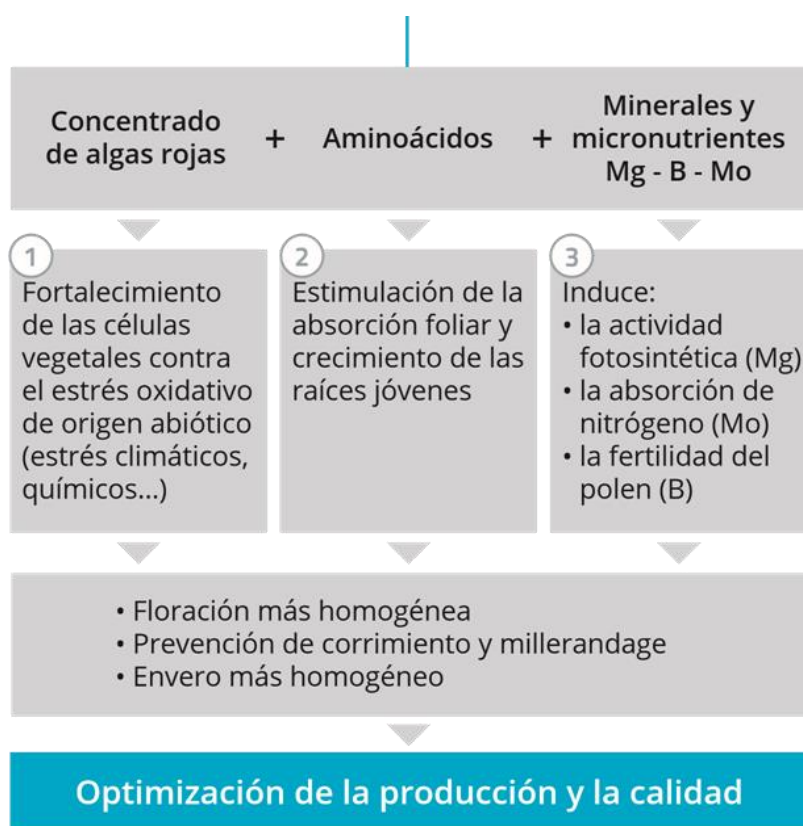 Concentrado
de algas rojas
+
Aminoácidos
+
Minerales y
micronutrientes
Mg - B - Mo
1
Fortalecimiento
de las células
vegetales contra
el estrés oxidativo
de origen abiótico
(estrés climáticos,
químicos...)
2
Estimulación de la
absorción foliar y
crecimiento de las
raíces jóvenes
3
Induce:
• la actividad
fotosintética (Mg)
• la absorción de
nitrógeno (Mo)
• la fertilidad del
polen (B)
• Floración más homogénea
• Prevención de corrimiento y millerandage
• Envero más homogéneo
Optimización de la producción y la calidad